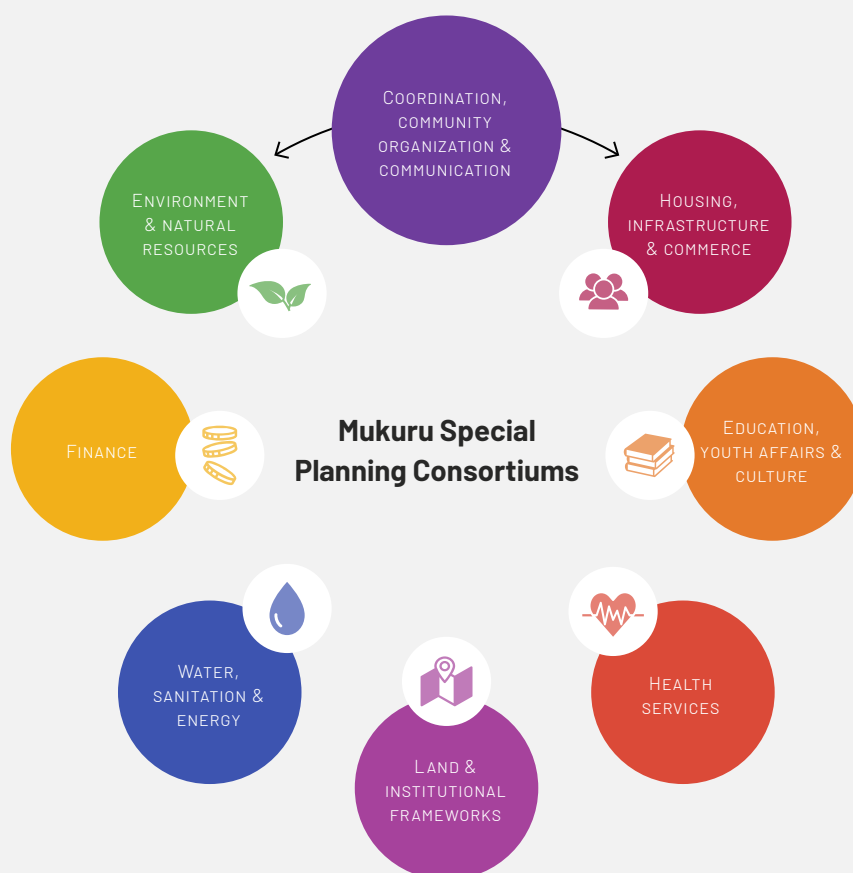 Coordination,
community
organization &
communication
Environment
& natural
resources
Housing,
infrastructure
& commerce
Finance
Mukuru Special
Planning Consortiums
Education,
youth affairs &
culture
Water,
sanitation &
energy
Health
services
Land &
institutional
frameworks